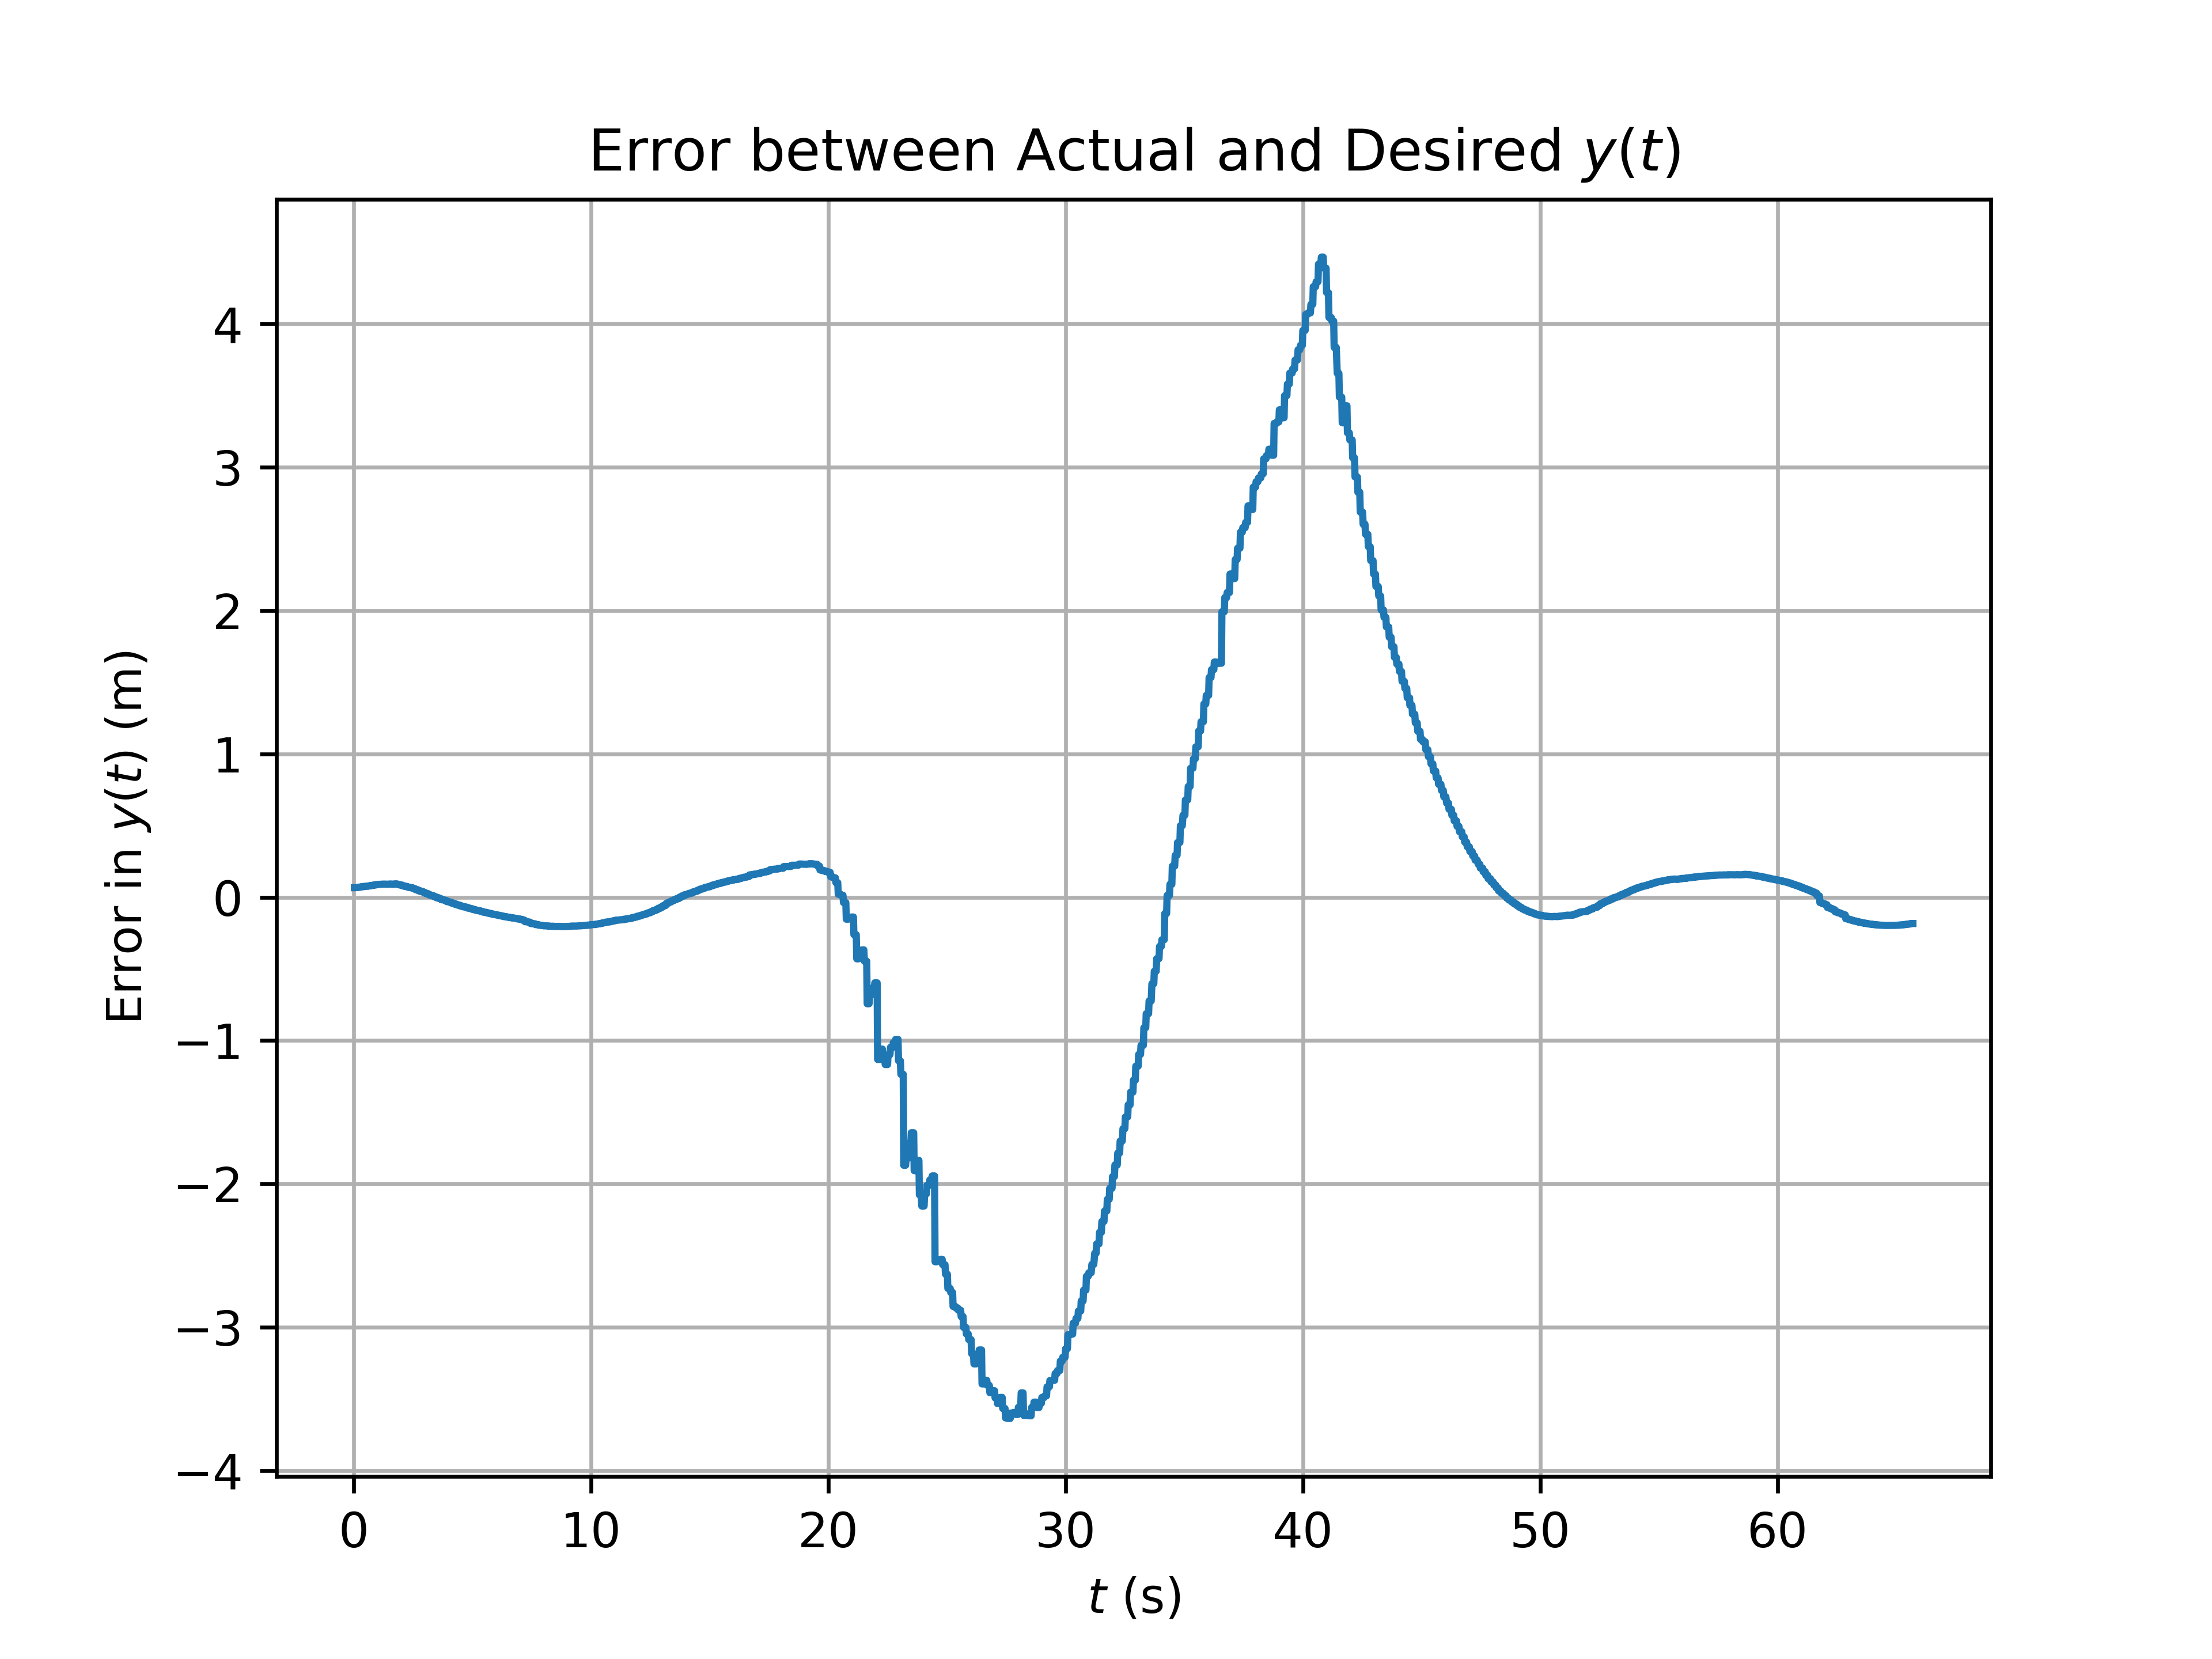 Error between Actual and Desired y(t)
Error in y(t) (m)
4
3
2
1
0
−1
−2
−3
−4
0 10 20 30 40 50 60
t (s)